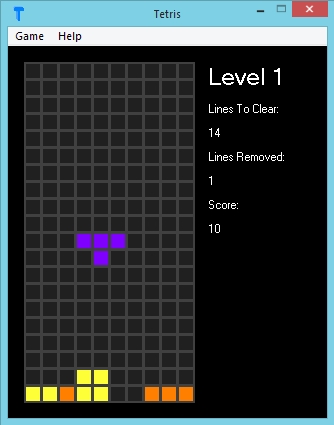 Tetris
Game Help
Level 1
Lines To Clear:
14
Lines Removed:
1
Score:
10